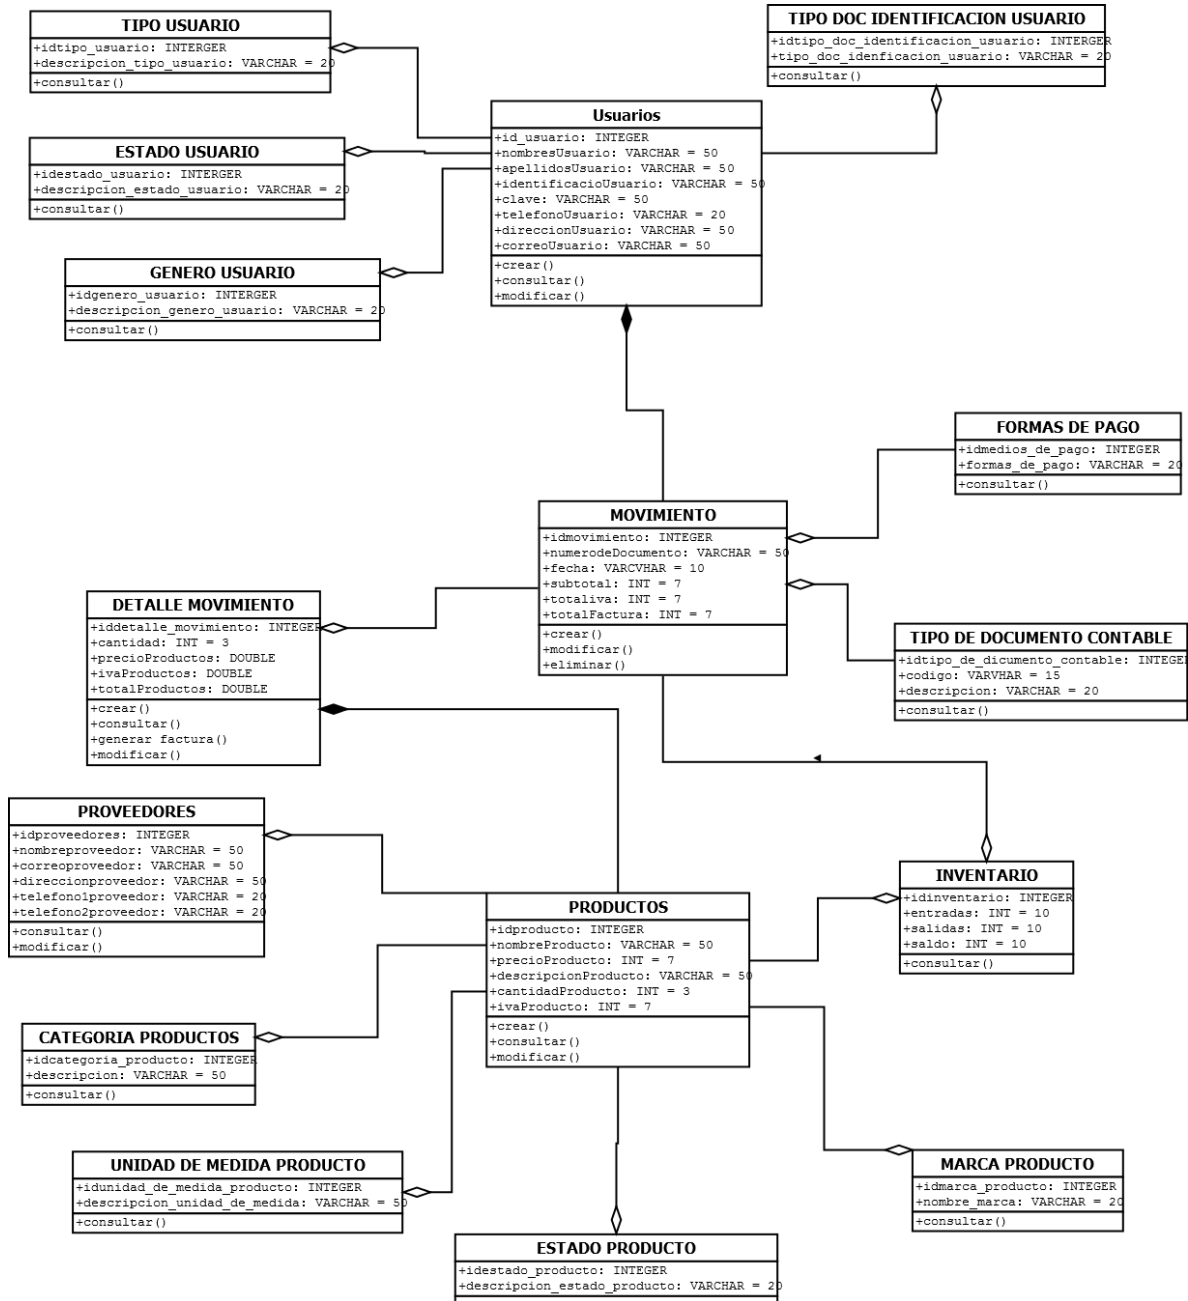 TIPO USUARIO
+idtipo_usuario: INTERGER
+descripcion_tipo_usuario: VARCHAR = 20
+consultar()
TIPO DOC IDENTIFICACION USUARIO
+idtipo_doc_identificacion_usuario: INTERGER
+tipo_doc_idenficacion_usuario: VARCHAR = 20
+consultar()
Usuarios
+id_usuario: INTEGER
+nombresUsuario: VARCHAR = 50
+apellidosUsuario: VARCHAR = 50
+identificacioUsuario: VARCHAR = 50
+clave: VARCHAR = 50
+telefonoUsuario: VARCHAR = 20
+direccionUsuario: VARCHAR = 50
+correoUsuario: VARCHAR = 50
+crear()
+consultar()
+modificar()
ESTADO USUARIO
+idestado_usuario: INTERGER
+descripcion_estado_usuario: VARCHAR = 20
+consultar()
GENERO USUARIO
+idgenero_usuario: INTERGER
+descripcion_genero_usuario: VARCHAR = 20
+consultar()
FORMAS DE PAGO
+idmedios_de_pago: INTEGER
+formas_de_pago: VARCHAR = 20
+consultar()
MOVIMIENTO
+idmovimiento: INTEGER
+numerodeDocumento: VARCHAR = 50
+fecha: VARCVHAR = 10
+subtotal: INT = 7
+totaliva: INT = 7
+totalFactura: INT = 7
+crear()
+modificar()
+eliminar()
DETALLE MOVIMIENTO
+iddetalle_movimiento: INTEGER
+cantidad: INT = 3
+precioProductos: DOUBLE
+ivaProductos: DOUBLE
+totalProductos: DOUBLE
+crear()
+consultar()
+generar factura()
+modificar()
TIPO DE DOCUMENTO CONTABLE
+idtipo_de_dicumento_contable: INTEGER
+codigo: VARVHAR = 15
+descripcion: VARCHAR = 20
+consultar()
PROVEEDORES
+idproveedores: INTEGER
+nombreproveedor: VARCHAR = 50
+correoproveedor: VARCHAR = 50
+direccionproveedor: VARCHAR = 50
+telefono1proveedor: VARCHAR = 20
+telefono2proveedor: VARCHAR = 20
+consultar()
+modificar()
INVENTARIO
+idinventario: INTEGER
+entradas: INT = 10
+salidas: INT = 10
+saldo: INT = 10
+consultar()
PRODUCTOS
+idproducto: INTEGER
+nombreProducto: VARCHAR = 50
+precioProducto: INT = 7
+descripcionProducto: VARCHAR = 50
+cantidadProducto: INT = 3
+ivaProducto: INT = 7
+crear()
+consultar()
+modificar()
CATEGORIA PRODUCTOS
+idcategoria_producto: INTEGER
+descripcion: VARCHAR = 50
+consultar()
UNIDAD DE MEDIDA PRODUCTO
+idunidad_de_medida_producto: INTEGER
+descripcion_unidad_de_medida: VARCHAR = 50
+consultar()
MARCA PRODUCTO
+idmarca_producto: INTEGER
+nombre_marca: VARCHAR = 20
+consultar()
ESTADO PRODUCTO
+idestado_producto: INTEGER
+descripcion_estado_producto: VARCHAR = 20